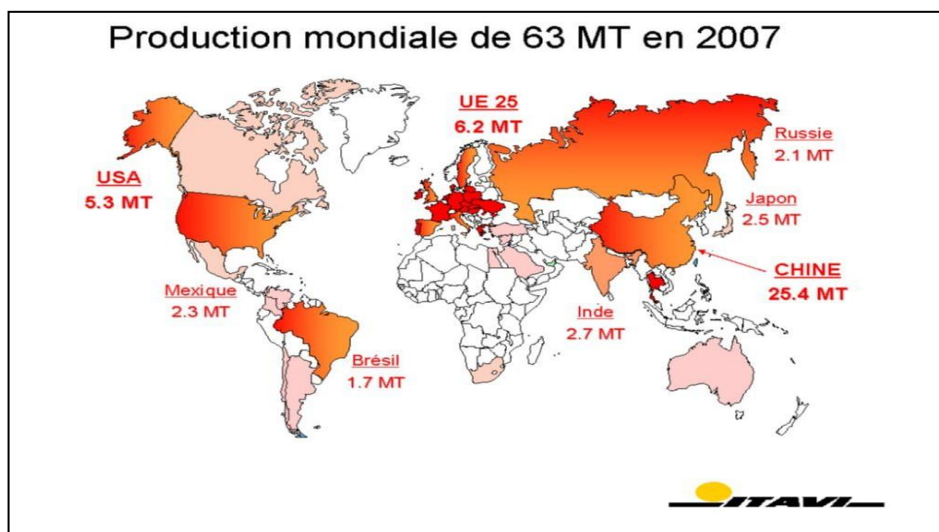 Production mondiale de 63 MT en 2007
UE 25
6.2 MT
Russie
2.1 MT
USA
5.3 MT
Japon
2.5 MT
CHINE
25.4 MT
Mexique
2.3 MT
Inde
2.7 MT
Brésil
1.7 MT
ITAVI